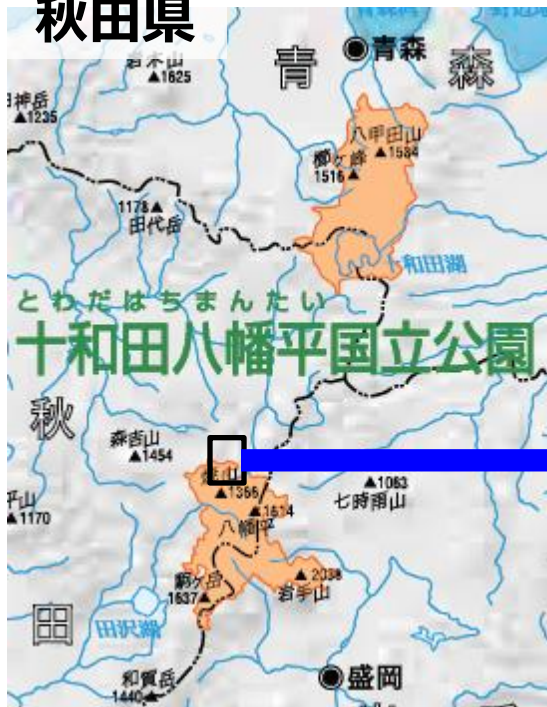 秋田県
青森
青 森
岩木山
▲1625
▲1235
八甲田山
▲1584
櫛ヶ峰
1516▲
1178▲
田代岳
和田湖
とわだはちまんたい
十和田八幡平国立公園
秋
森吉山
▲1454
焼山
▲1366
▲1614
八幡平
▲1063
七時雨山
▲1170
駒ヶ岳
1637▲
▲2038
岩手山
田
田沢湖
和賀岳
1440▲
盛岡